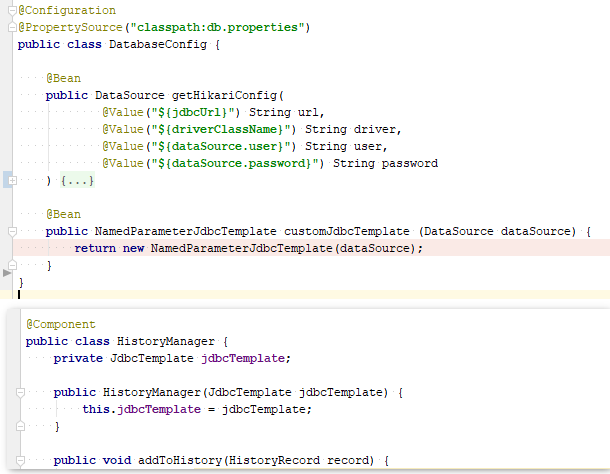 @Configuration
@PropertySource("classpath:db.properties")
public class DatabaseConfig {
@Bean
public DataSource getHikariConfig(
@Value("${jdbcUrl}") String url,
@Value("${driverClassName}") String driver,
@Value("${dataSource.user}") String user,
@Value("${dataSource.password}") String password
) {...}
@Bean
public NamedParameterJdbcTemplate customJdbcTemplate (DataSource dataSource) {
return new NamedParameterJdbcTemplate(dataSource);
}
}
@Component
public class HistoryManager {
private JdbcTemplate jdbcTemplate;
public HistoryManager(JdbcTemplate jdbcTemplate) {
this.jdbcTemplate = jdbcTemplate;
}
public void addToHistory(HistoryRecord record) {